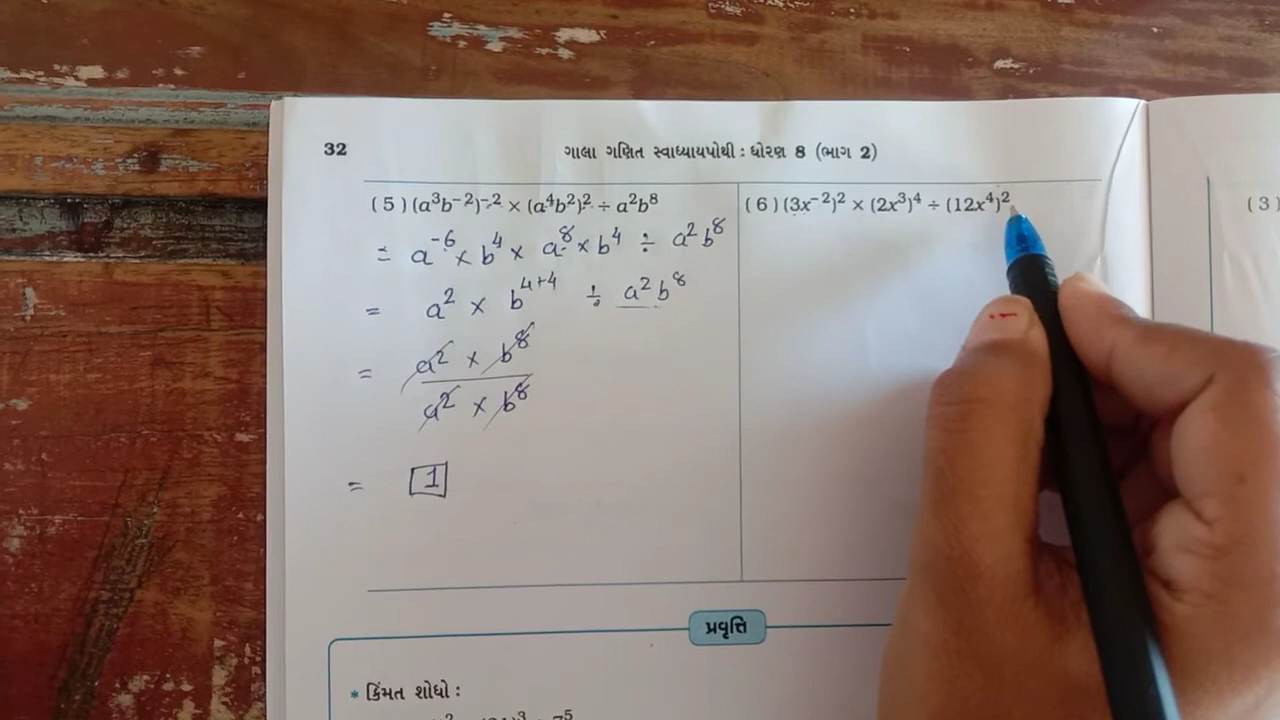 32
ગાલા ગણિત સ્વાધ્યાયપોથી : ધોરણ 8 (ભાગ 2)
(5) (a³b⁻²)⁻² × (a⁴b²)² ÷ a²b⁸
= a⁻⁶ × b⁴ × a⁸ × b⁴ ÷ a²b⁸
= a² × b⁴⁺⁴ ÷ a²b⁸
= a² × b⁸
a² × b⁸
= 1
(6) (3x⁻²)² × (2x³)⁴ ÷ (12x⁴)²
(3)
પ્રવૃત્તિ
* કિંમત શોધો :